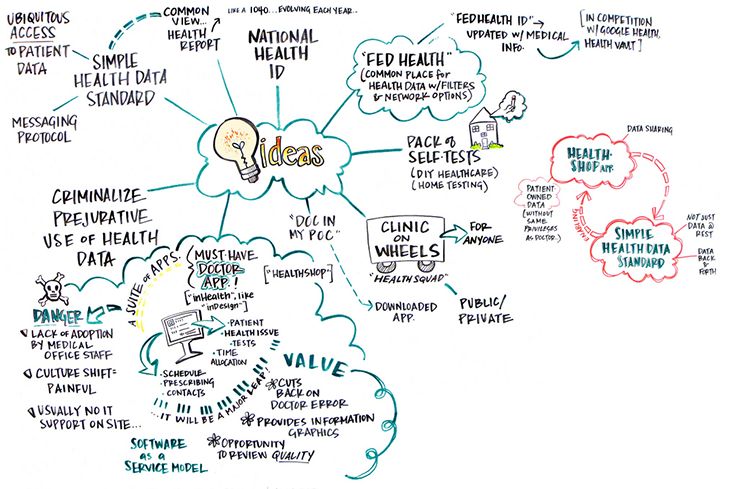 UBIQUITOUS
ACCESS
TO PATIENT
DATA
SIMPLE
HEALTH DATA
STANDARD
MESSAGING
PROTOCOL
COMMON
VIEW...
HEALTH
REPORT
LIKE A 1040...EVOLVING EACH YEAR..
NATIONAL
HEALTH
ID
"FED HEALTH"
(COMMON PLACE for
HEALTH DATA W/FILTERS
& NETWORK OPTIONS)
"FED HEALTH ID"
UPDATED W/MEDICAL
INFO.
[IN COMPETITION
W/GOOGLE HEALTH,
HEALTH VAULT]
ideas
PACK of
SELF-TESTS
(DIY HEALTHCARE)
(HOME TESTING)
DATA SHARING
HEALTH-
SHOP APP.
PATIENT
OWNED
DATA
(WITHOUT
SAME
PRIVILEGES
AS DOCTOR..)
SIMPLE
HEALTH DATA
STANDARD
NOT JUST
DATA @
REST
DATA
BACK &
FORTH
CRIMINALIZE
PREJURATIVE
USE OF HEALTH
DATA
"DOC IN
MY POC"
CLINIC
ON
WHEELS
"HEALTH SQUAD"
FOR
ANYONE
PUBLIC/
PRIVATE
DOWNLOADED
APP.
A SUITE OF APPS.
MUST HAVE
DOCTOR
APP.!
["HEALTHSHOP"]
["inHealth", like
"inDesign"]
DANGER
LACK OF ADOPTION
BY MEDICAL
OFFICE STAFF
CULTURE SHIFT=
PAINFUL
USUALLY NO IT
SUPPORT ON SITE...
• PATIENT
• HEALTH ISSUE
• TESTS
• TIME
ALLOCATION
• SCHEDULE
• PRESCRIBING
• CONTACTS
...IT WILL BE A MAJOR LEAP!
VALUE
CUTS
BACK ON
DOCTOR ERROR
PROVIDES INFORMATION
GRAPHICS
OPPORTUNITY
TO REVIEW QUALITY
SOFTWARE
as a
SERVICE MODEL